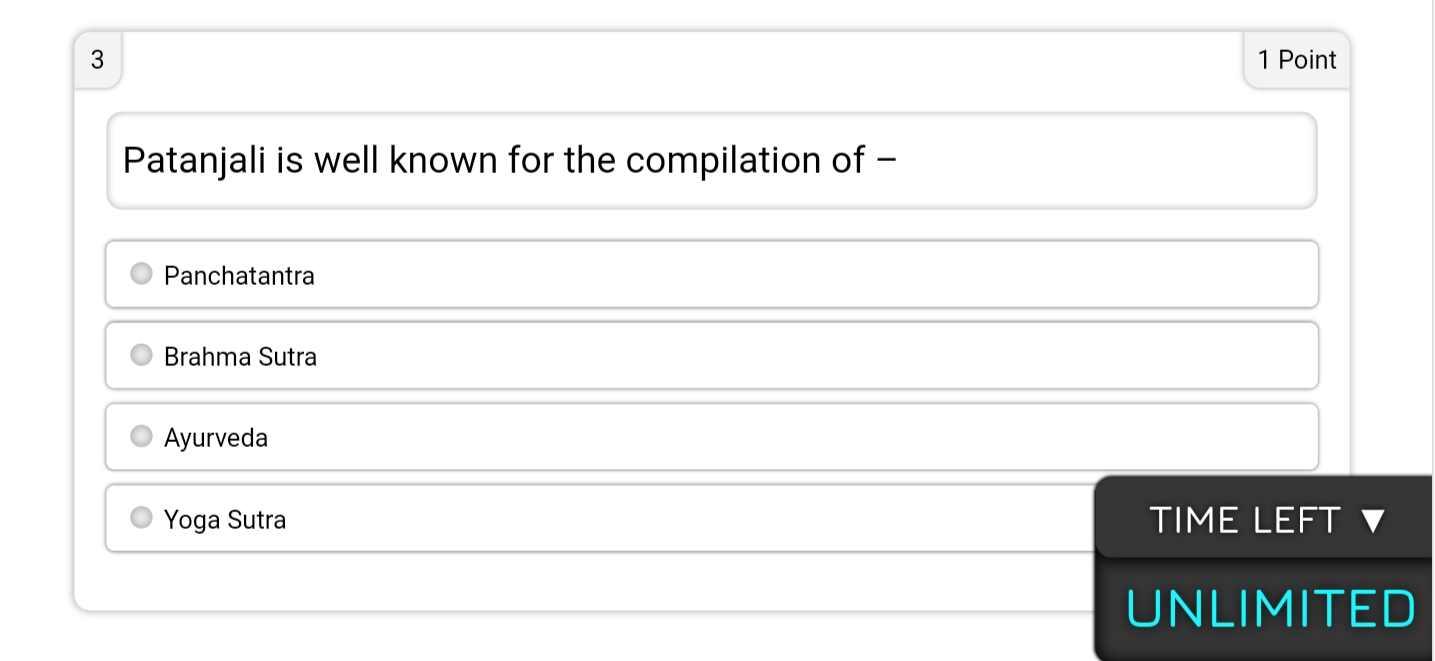 3
1 Point
Patanjali is well known for the compilation of –
Panchatantra
Brahma Sutra
Ayurveda
Yoga Sutra
TIME LEFT ▼
UNLIMITED